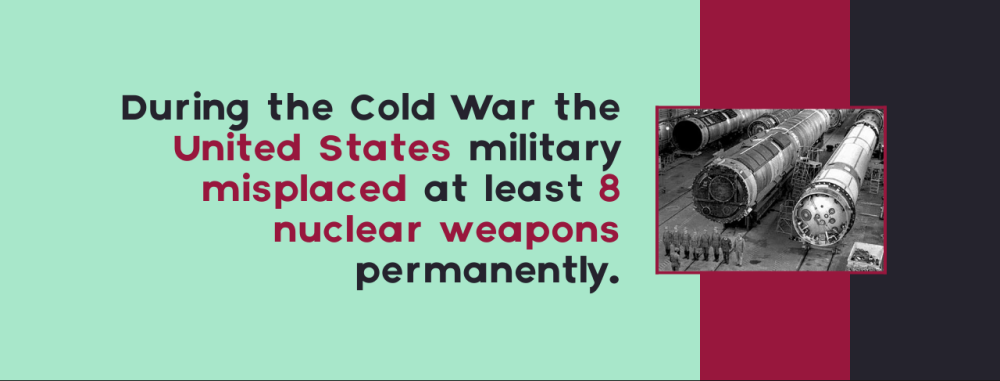 During the Cold War the
United States military
misplaced at least 8
nuclear weapons
permanently.